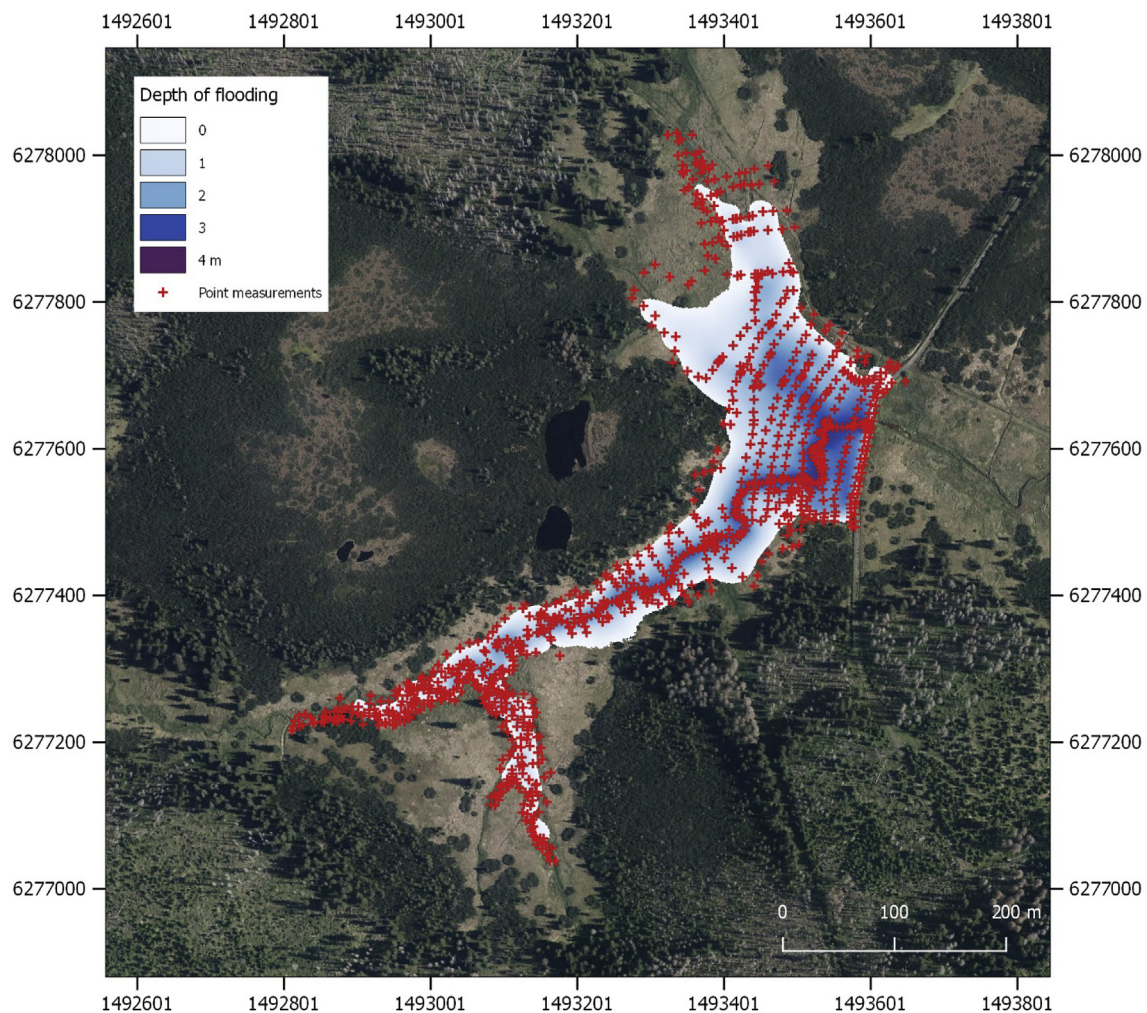 1492601 1492801 1493001 1493201 1493401 1493601 1493801
Depth of flooding
0
1
2
3
4 m
Point measurements
6278000 6278000
6277800 6277800
6277600 6277600
6277400 6277400
6277200 6277200
6277000 6277000
0 100 200 m
1492601 1492801 1493001 1493201 1493401 1493601 1493801